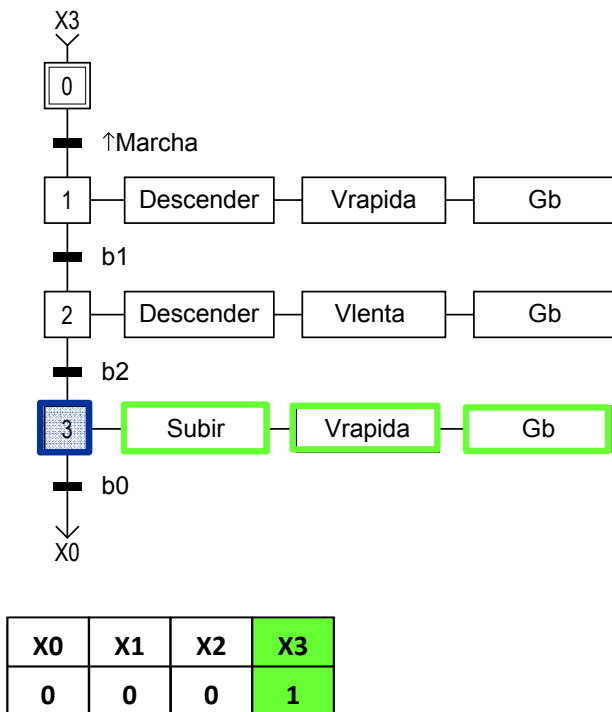 X3
0
↑Marcha
1 Descender Vrapida Gb
b1
2 Descender Vlenta Gb
b2
3 Subir Vrapida Gb
b0
X0
X0 X1 X2 X3
0 0 0 1